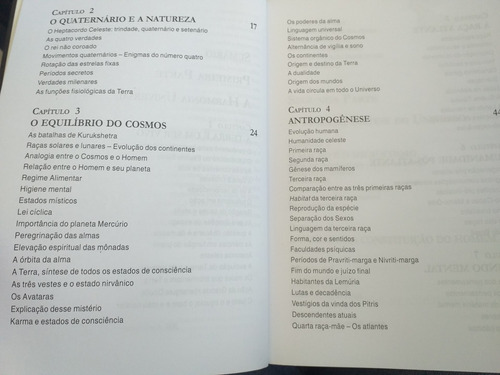 CAPÍTULO 2
O QUATERNÁRIO E A NATUREZA 17
O Haptacondo Celeste: trindade, quaternário e setenário
As quatro verdades
O rei não coroado
Movimentos quaternários – Enigmas do número quatro
Rotação das estrelas fixas
Períodos secretos
Verdades milenares
As funções fisiológicas da Terra
CAPÍTULO 3
O EQUILÍBRIO DO COSMOS 24
As batalhas de Kurukshetra
Raças solares e lunares – Evolução dos continentes
Analogia entre o Cosmos e o Homem
Relação entre o Homem e seu planeta
Regime Alimentar
Higiene mental
Estados místicos
Lei cíclica
Importância do planeta Mercúrio
Peregrinação das almas
Elevação espiritual das mônadas
A órbita da alma
A Terra, síntese de todos os estados de consciência
As três vestes e o estado nirvânico
Os Avataras
Explicação desse mistério
Karma e estados de consciência
Os poderes da alma
Linguagem universal
Sistema orgânico do Cosmos
Alternância de vigília e sono
Os continentes
Origem e destino da Terra
A dualidade
Origem dos mundos
A vida circula em todo o Universo
CAPÍTULO 4
ANTROPOGÊNESE 44
Evolução humana
Humanidade celeste
Primeira raça
Segunda raça
Gênese dos mamíferos
Terceira raça
Comparação entre as três primeiras raças
Habitat da terceira raça
Reprodução da espécie
Separação dos Sexos
Linguagem da terceira raça
Forma, cor e sentidos
Faculdades psíquicas
Períodos de Pravriti-marga e Nivriti-marga
Fim do mundo e juízo final
Habitantes da Lemúria
Lutas e decadência
Vestígios da vinda dos Pitris
Descendentes atuais
Quarta raça-mãe – Os atlantes